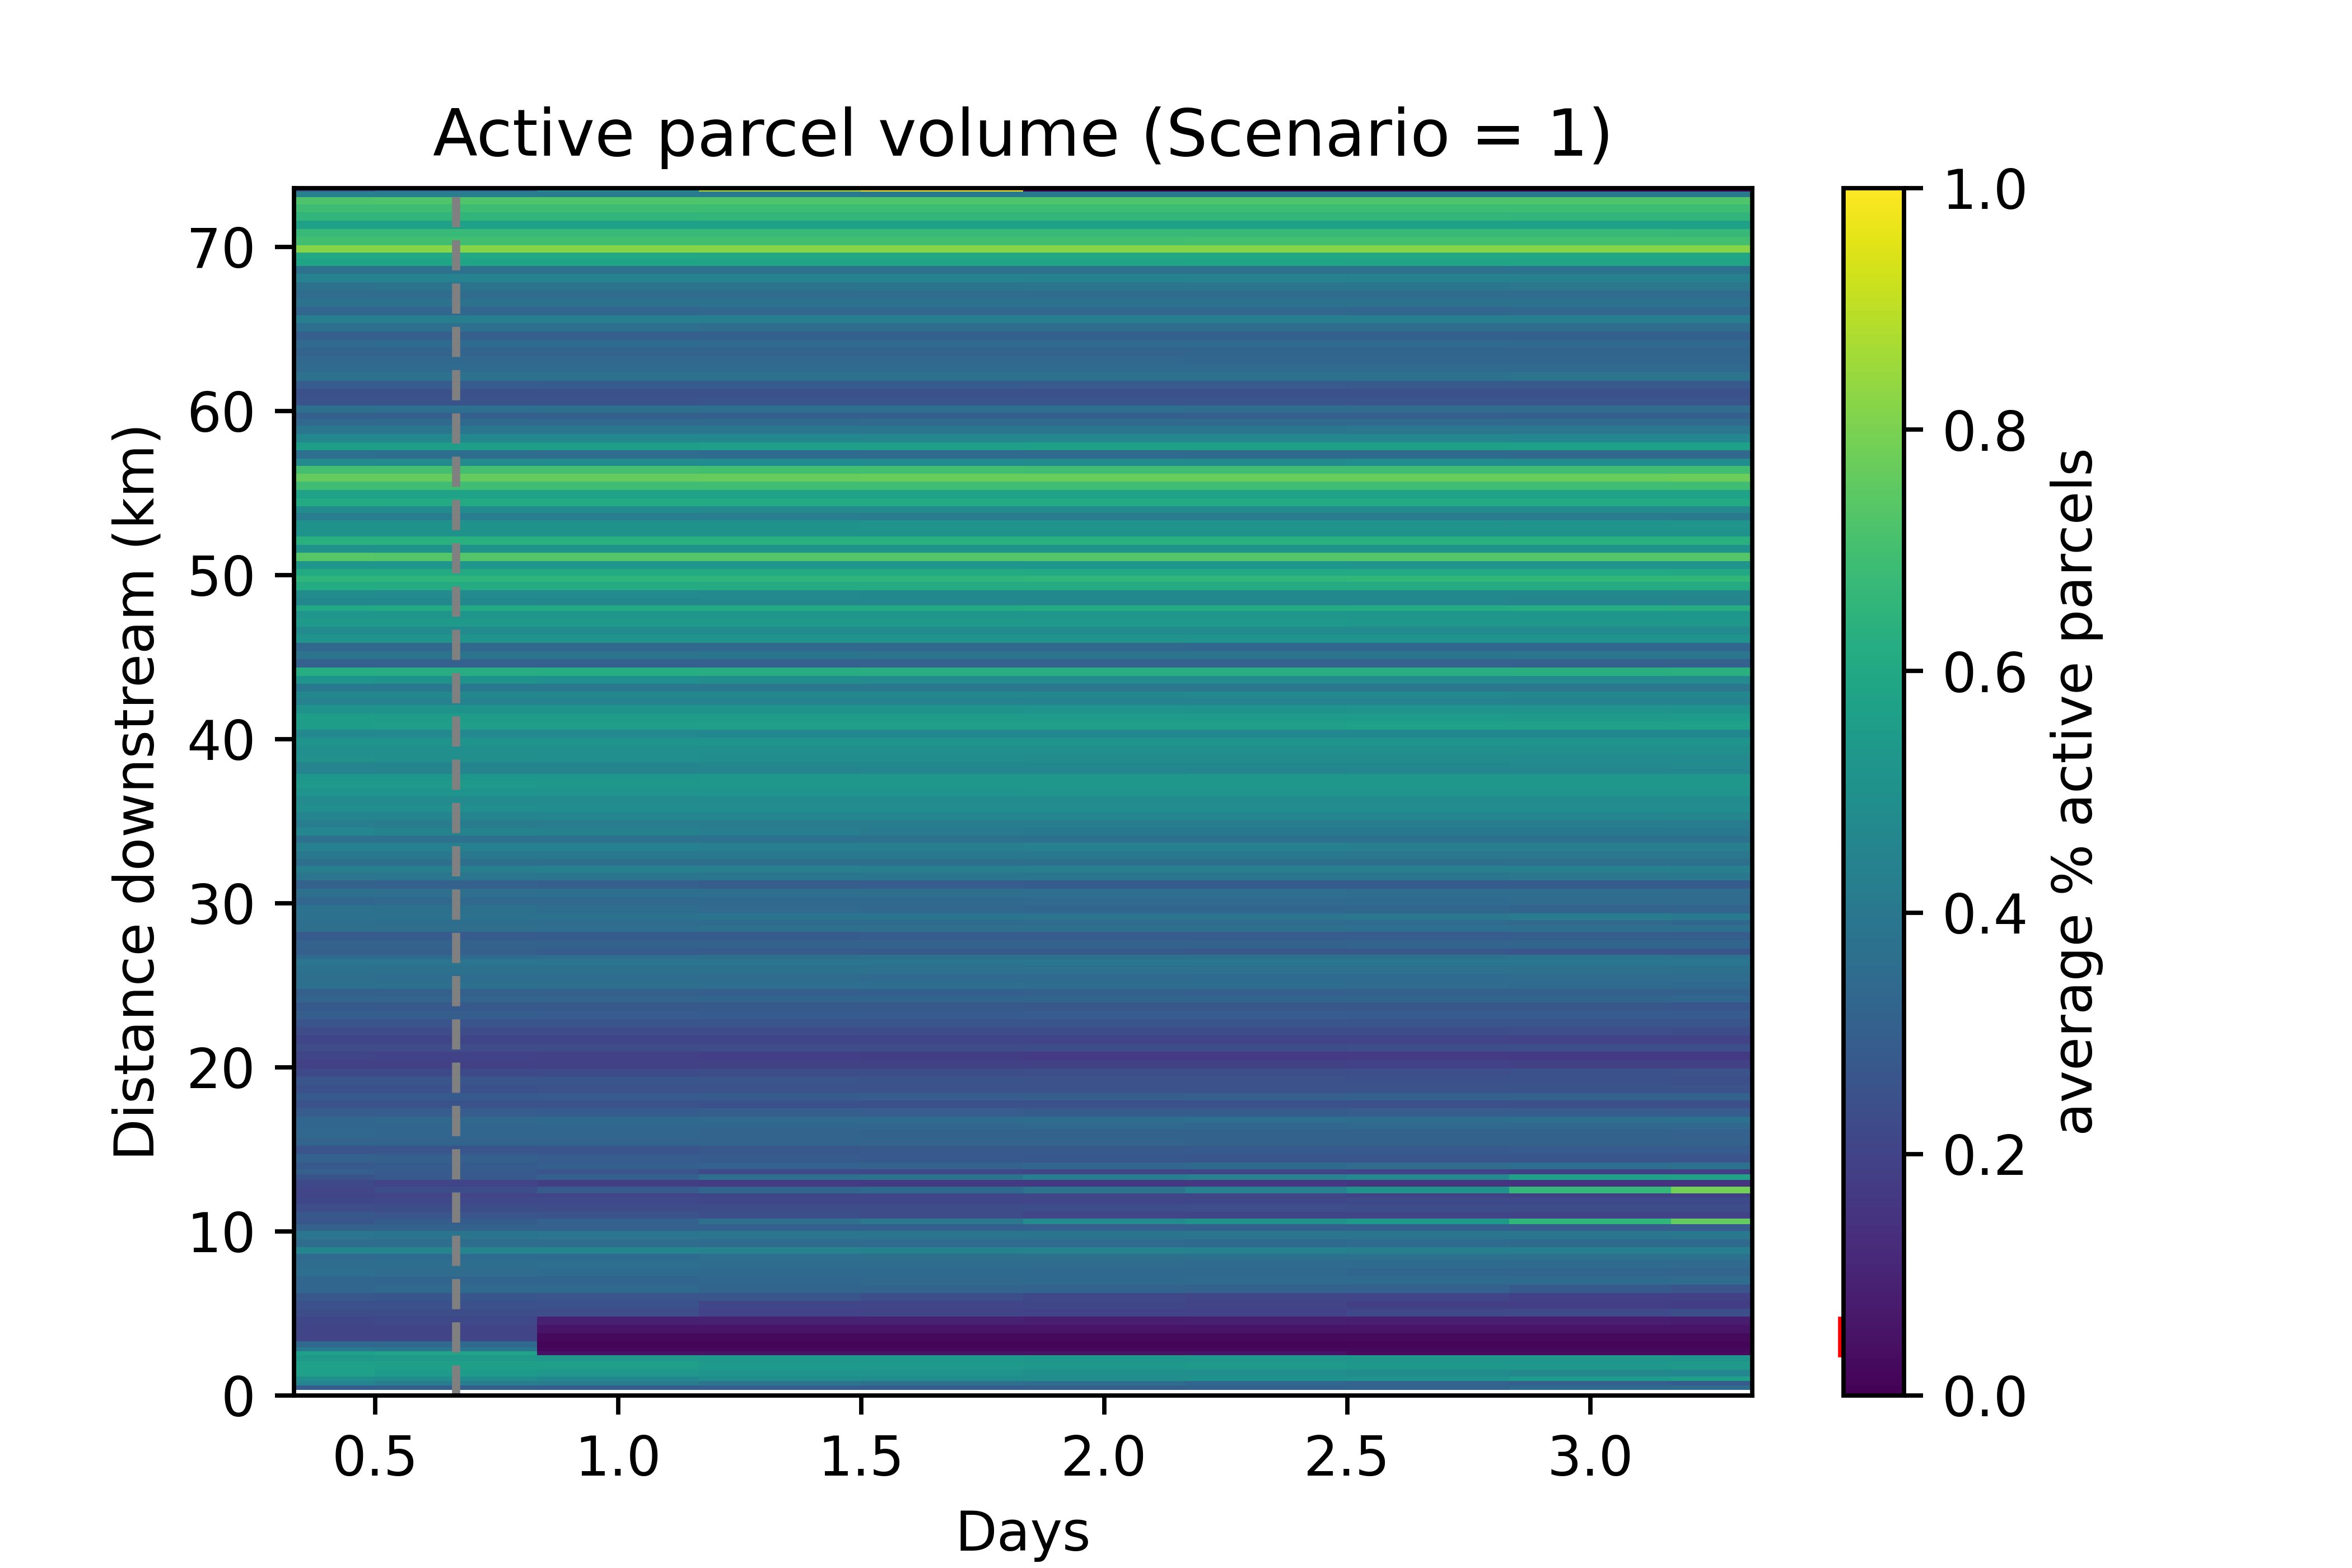 Active parcel volume (Scenario = 1)
Distance downstream (km)
70
60
50
40
30
20
10
0
0.5 1.0 1.5 2.0 2.5 3.0
Days
1.0
0.8
0.6
0.4
0.2
0.0
average % active parcels